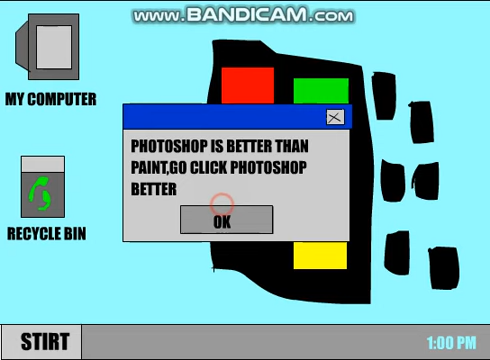 www.BANDICAM.com
MY COMPUTER
PHOTOSHOP IS BETTER THAN
PAINT,GO CLICK PHOTOSHOP
BETTER
OK
RECYCLE BIN
STIRT
1:00 PM